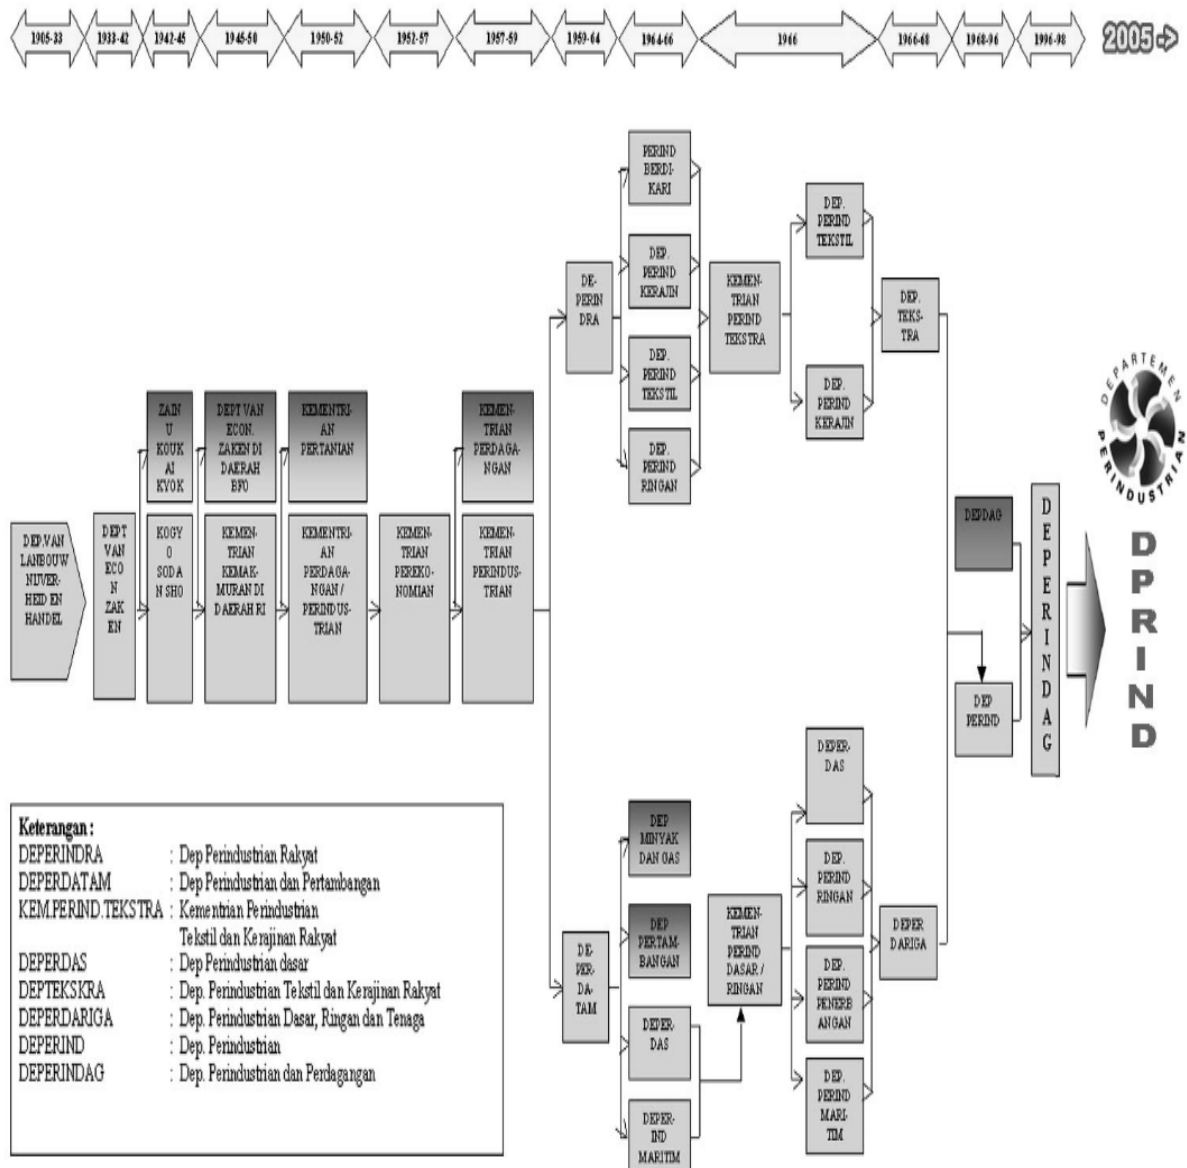 1905-33
1933-42
1942-45
1945-50
1950-52
1952-57
1957-59
1959-64
1964-66
1966
1966-68
1968-96
1996-98
2005
DEP.VAN
LANBOUW
NIJVER-
HEID EN
HANDEL
DEPT
VAN
ECO
N
ZAK
EN
ZAIN
U
KOUK
AI
KYOK
KOGY
O
SODA
N SHO
DEPT VAN
ECON.
ZAKEN DI
DAERAH
BFO
KEMEN-
TRIAN
KEMAK-
MURAN DI
DAERAH RI
KEMENTRI-
AN
PERTANIAN
KEMENTRI-
AN
PERDAGA-
NGAN /
PERINDUS-
TRIAN
KEMEN-
TRIAN
PEREKO-
NOMIAN
KEMEN-
TRIAN
PERDAGA-
NGAN
KEMEN-
TRIAN
PERINDUS-
TRIAN
DE-
PERIN
DRA
PERIND
BERDI-
KARI
DEP.
PERIND
KERAJIN
DEP.
PERIND
TEKSTIL
DEP.
PERIND
RINGAN
KEMEN-
TRIAN
PERIND
TEKSTRA
DEP.
PERIND
TEKSTIL
DEP.
PERIND
KERAJIN
DEP.
TEKS-
TRA
DE-
PER-
DA-
TAM
DEP
MINYAK
DAN GAS
DEP
PERTAM-
BANGAN
DEPER-
DAS
DEPER-
IND
MARITIM
KEMEN-
TRIAN
PERIND
DASAR /
RINGAN
DEPER-
DAS
DEP.
PERIND
RINGAN
DEP.
PERIND
PENERB
ANGAN
DEP.
PERIND
MARI-
TIM
DEPER
DARIGA
DEPDAG
DEP
PERIND
DEPERINDAG
DEPARTEMEN
PERINDUSTRIAN
DPRIND
Keterangan :
DEPERINDRA : Dep Perindustrian Rakyat
DEPERDATAM : Dep Perindustrian dan Pertambangan
KEM.PERIND.TEKSTRA : Kementrian Perindustrian
Tekstil dan Kerajinan Rakyat
DEPERDAS : Dep Perindustrian dasar
DEPTEKSKRA : Dep. Perindustrian Tekstil dan Kerajinan Rakyat
DEPERDARIGA : Dep. Perindustrian Dasar, Ringan dan Tenaga
DEPERIND : Dep. Perindustrian
DEPERINDAG : Dep. Perindustrian dan Perdagangan